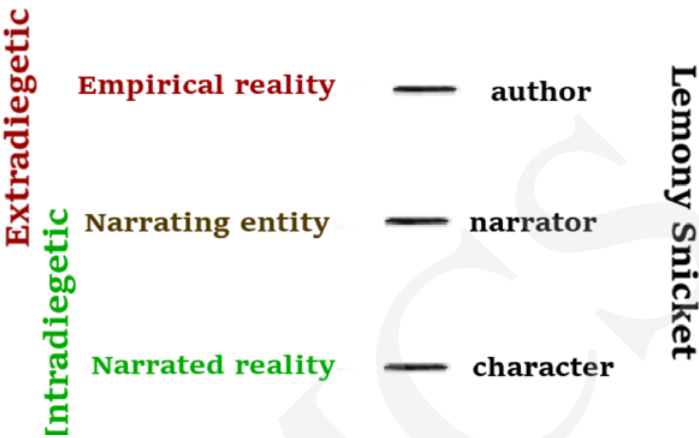 Extradiegetic
Intradiegetic
Empirical reality — author
Narrating entity — narrator
Narrated reality — character
Lemony Snicket